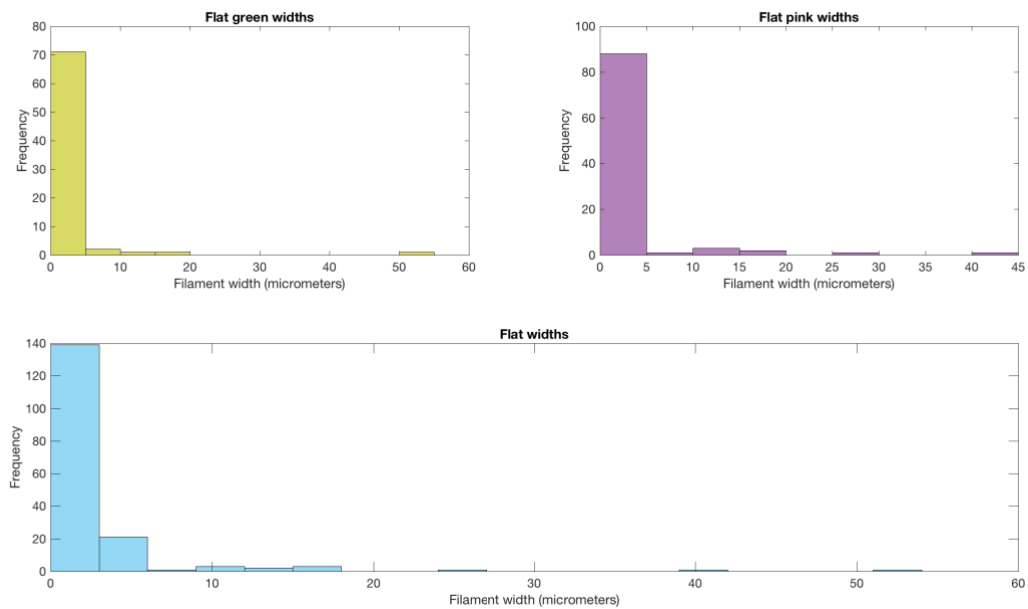 Flat green widths
80
70
60
50
40
30
20
10
0
Frequency
0 10 20 30 40 50 60
Filament width (micrometers)
Flat pink widths
100
80
60
40
20
0
Frequency
0 5 10 15 20 25 30 35 40 45
Filament width (micrometers)
Flat widths
140
120
100
80
60
40
20
0
Frequency
0 10 20 30 40 50 60
Filament width (micrometers)